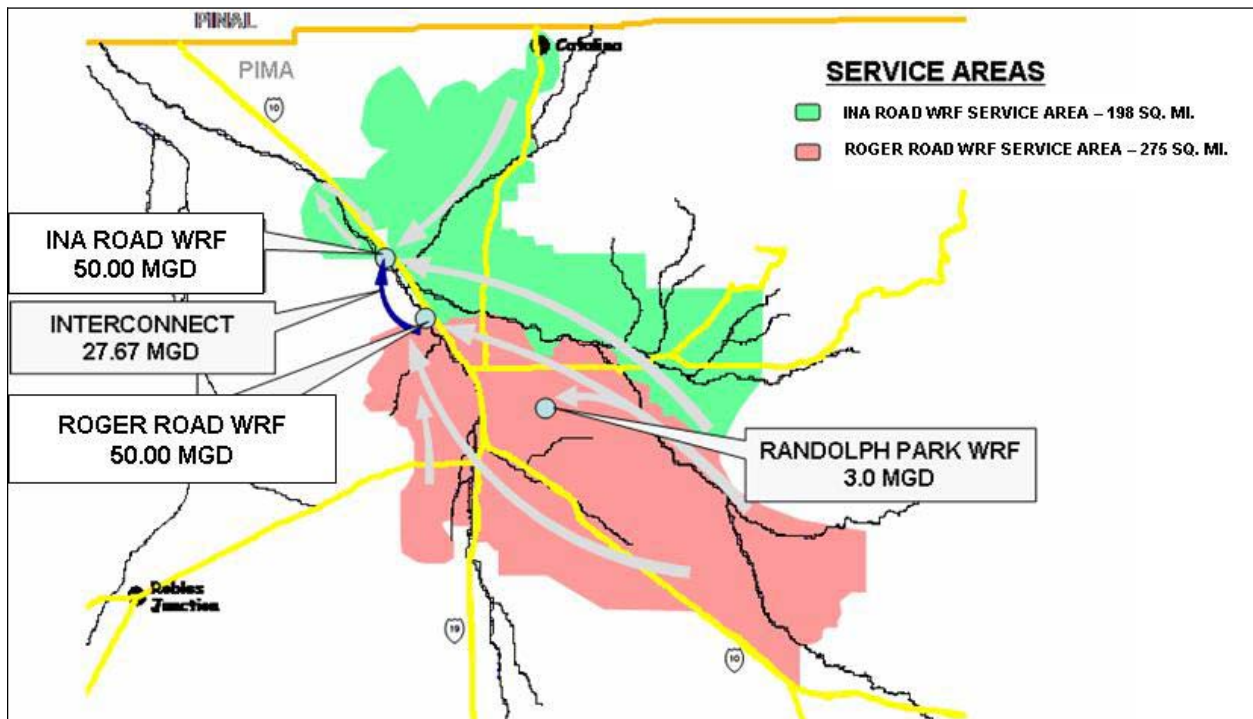 PINAL
Catalina
PIMA
SERVICE AREAS
10
INA ROAD WRF SERVICE AREA – 198 SQ. MI.
ROGER ROAD WRF SERVICE AREA – 275 SQ. MI.
INA ROAD WRF
50.00 MGD
INTERCONNECT
27.67 MGD
ROGER ROAD WRF
50.00 MGD
RANDOLPH PARK WRF
3.0 MGD
Robles
Junction
19
10